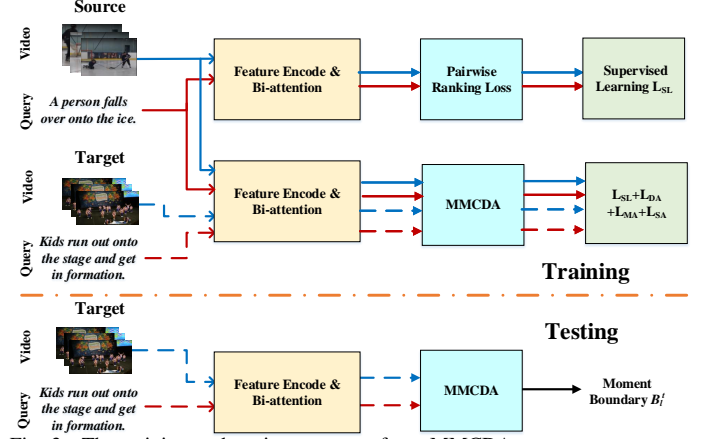 Source
Video
Query
A person falls
over onto the ice.
Feature Encode &
Bi-attention
Pairwise
Ranking Loss
Supervised
Learning L_SL
Target
Video
Query
Kids run out onto
the stage and get
in formation.
Feature Encode &
Bi-attention
MMCDA
L_SL+L_DA
+L_MA+L_SA
Training
Target
Testing
Video
Query
Kids run out onto
the stage and get
in formation.
Feature Encode &
Bi-attention
MMCDA
Moment
Boundary B_i^t